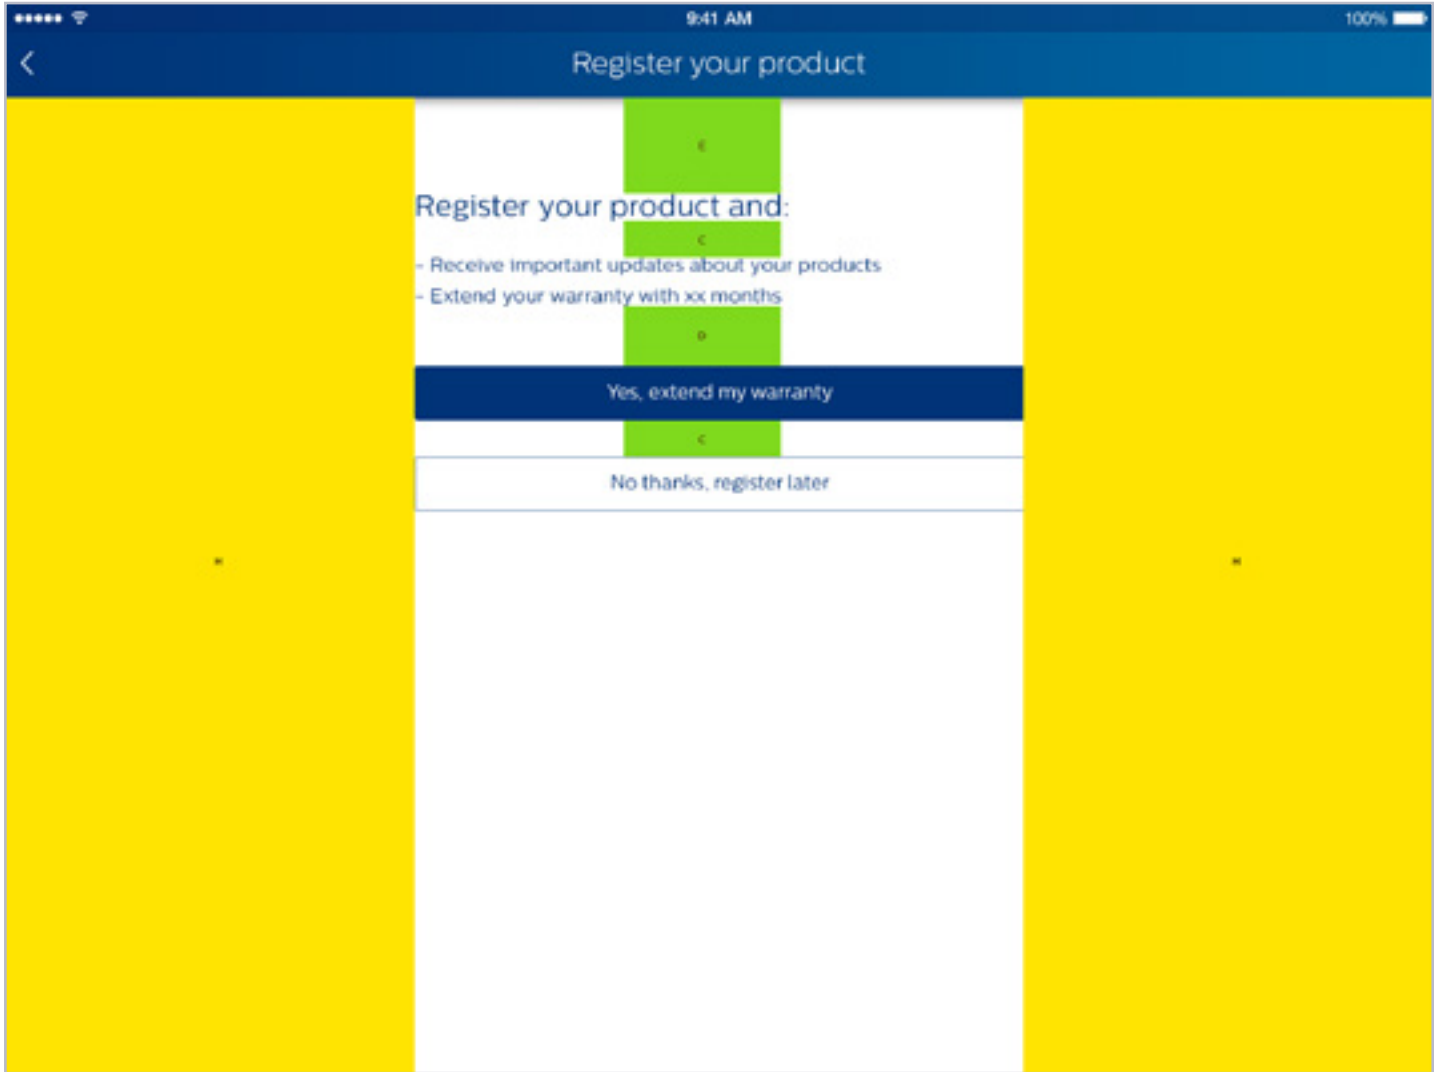 9:41 AM
100%
Register your product
E
Register your product and:
C
- Receive important updates about your products
- Extend your warranty with xx months
D
Yes, extend my warranty
C
No thanks, register later